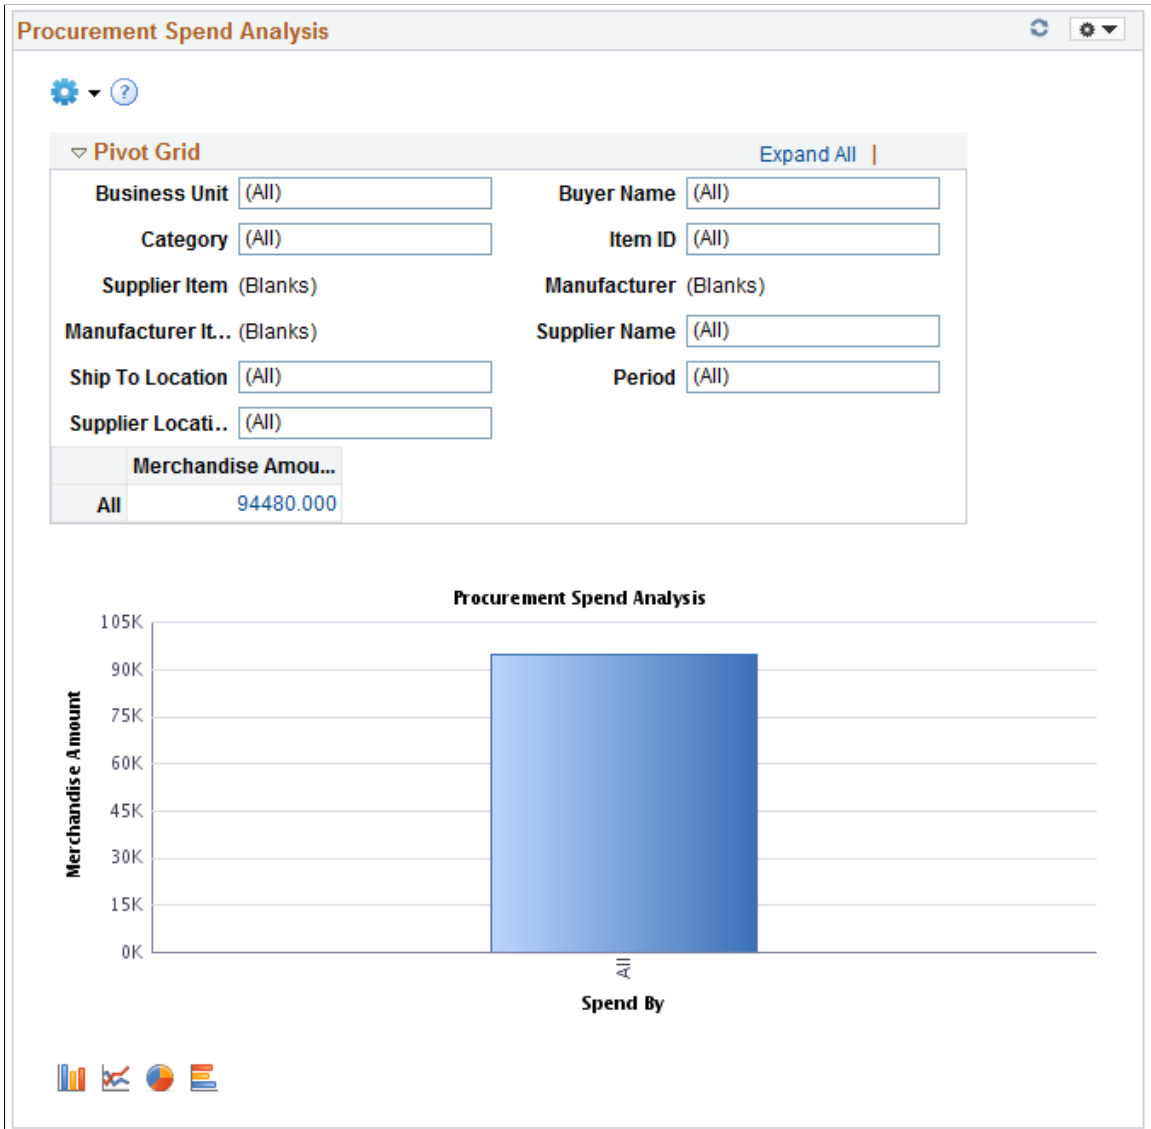 Procurement Spend Analysis
?
Pivot Grid Expand All |
Business Unit (All) Buyer Name (All)
Category (All) Item ID (All)
Supplier Item (Blanks) Manufacturer (Blanks)
Manufacturer It... (Blanks) Supplier Name (All)
Ship To Location (All) Period (All)
Supplier Locati... (All)
Merchandise Amou...
All 94480.000
Procurement Spend Analysis
105K
90K
75K
60K
45K
30K
15K
0K
Merchandise Amount
All
Spend By